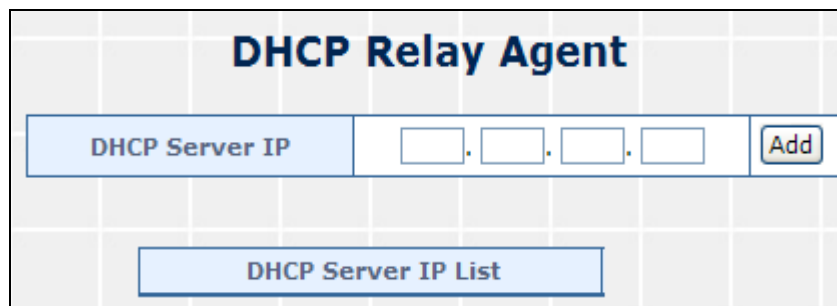 DHCP Relay Agent
DHCP Server IP . . . Add
DHCP Server IP List